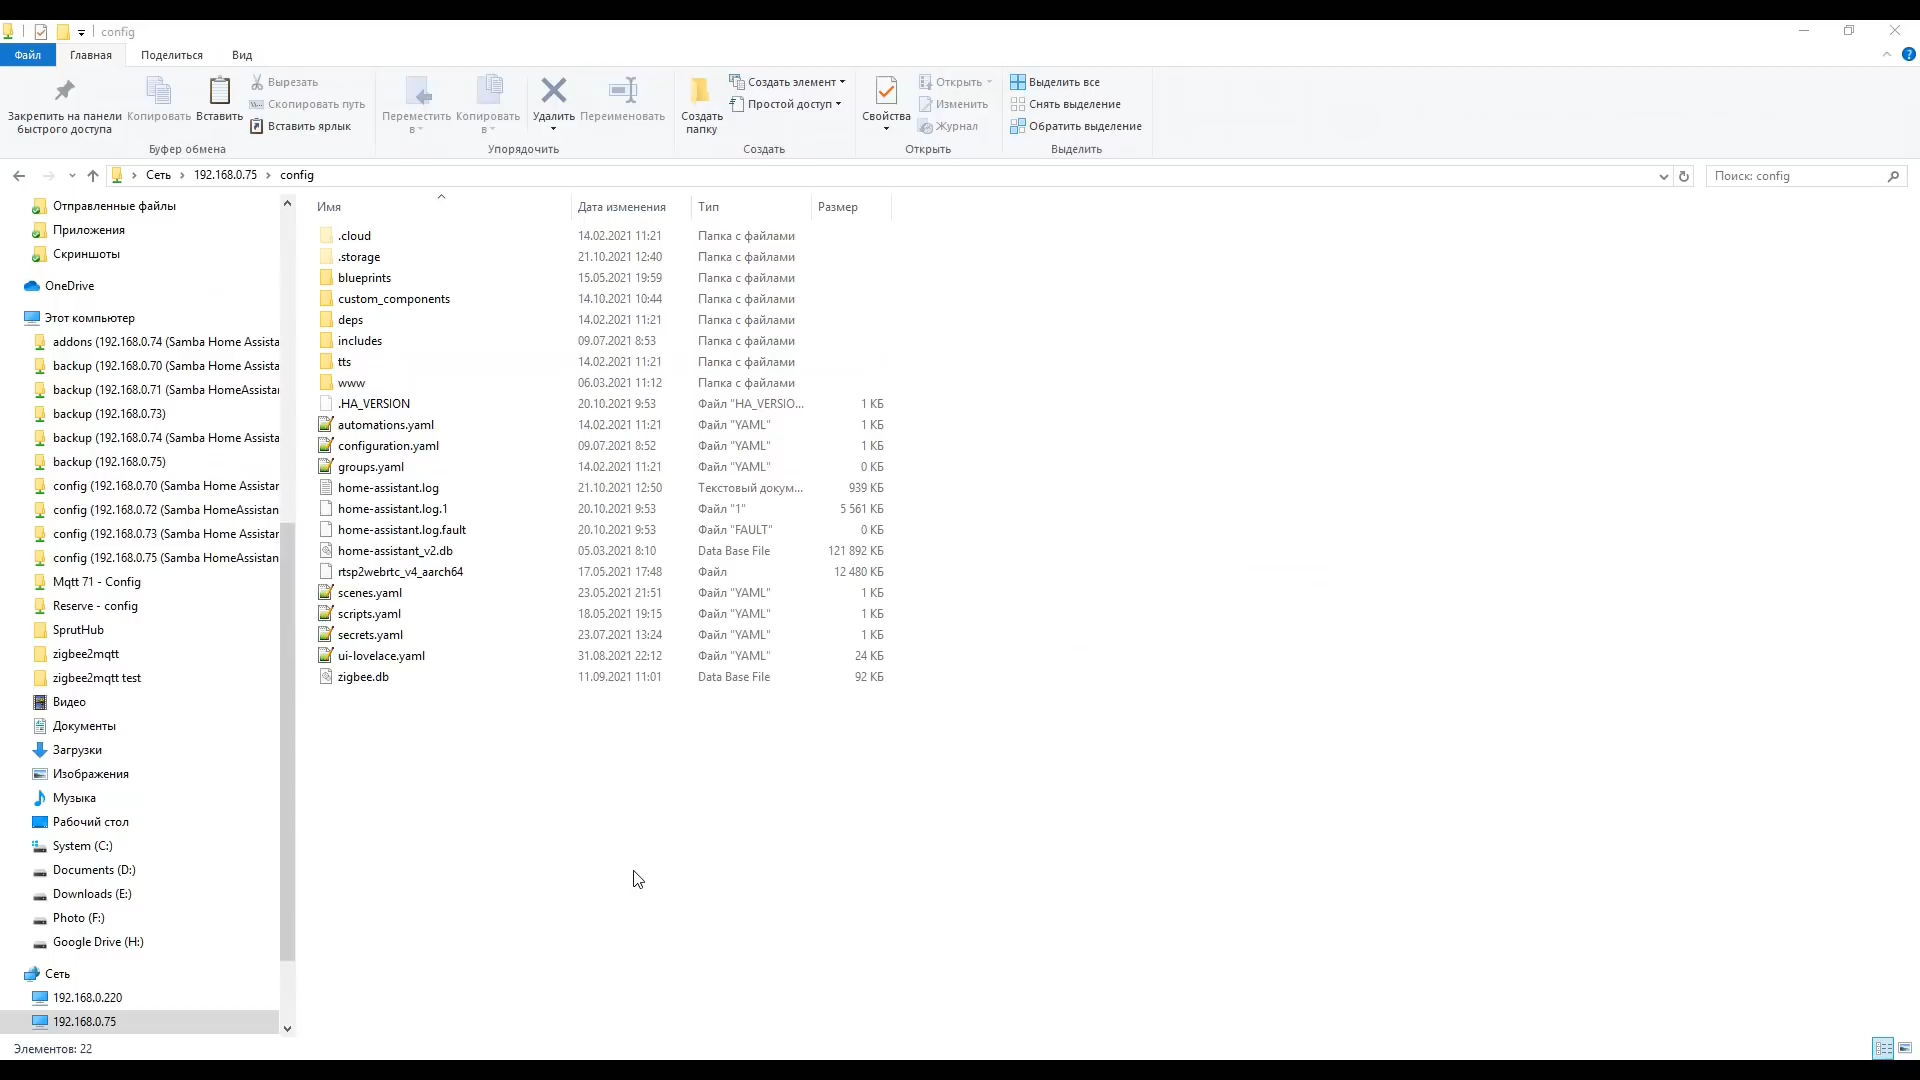 config
Файл Главная Поделиться Вид
Закрепить на панели
быстрого доступа
Копировать
Вставить
Вырезать
Скопировать путь
Вставить ярлык
Буфер обмена
Переместить
в
Копировать
в
Удалить
Переименовать
Упорядочить
Создать
папку
Создать элемент
Простой доступ
Создать
Свойства
Открыть
Изменить
Журнал
Открыть
Выделить все
Снять выделение
Обратить выделение
Выделить
Сеть 192.168.0.75 config
Поиск: config
Отправленные файлы
Приложения
Скриншоты
OneDrive
Этот компьютер
addons (192.168.0.74 (Samba Home Assista
backup (192.168.0.70 (Samba Home Assista
backup (192.168.0.71 (Samba HomeAssistan
backup (192.168.0.73)
backup (192.168.0.74 (Samba Home Assista
backup (192.168.0.75)
config (192.168.0.70 (Samba Home Assistan
config (192.168.0.72 (Samba HomeAssistan
config (192.168.0.73 (Samba Home Assistan
config (192.168.0.75 (Samba HomeAssistan
Mqtt 71 - Config
Reserve - config
SprutHub
zigbee2mqtt
zigbee2mqtt test
Видео
Документы
Загрузки
Изображения
Музыка
Рабочий стол
System (C:)
Documents (D:)
Downloads (E:)
Photo (F:)
Google Drive (H:)
Сеть
192.168.0.220
192.168.0.75
Имя Дата изменения Тип Размер
.cloud 14.02.2021 11:21 Папка с файлами
.storage 21.10.2021 12:40 Папка с файлами
blueprints 15.05.2021 19:59 Папка с файлами
custom_components 14.10.2021 10:44 Папка с файлами
deps 14.02.2021 11:21 Папка с файлами
includes 09.07.2021 8:53 Папка с файлами
tts 14.02.2021 11:21 Папка с файлами
www 06.03.2021 11:12 Папка с файлами
.HA_VERSION 20.10.2021 9:53 Файл "HA_VERSIO... 1 КБ
automations.yaml 14.02.2021 11:21 Файл "YAML" 1 КБ
configuration.yaml 09.07.2021 8:52 Файл "YAML" 1 КБ
groups.yaml 14.02.2021 11:21 Файл "YAML" 0 КБ
home-assistant.log 21.10.2021 12:50 Текстовый докум... 939 КБ
home-assistant.log.1 20.10.2021 9:53 Файл "1" 5 561 КБ
home-assistant.log.fault 20.10.2021 9:53 Файл "FAULT" 0 КБ
home-assistant_v2.db 05.03.2021 8:10 Data Base File 121 892 КБ
rtsp2webrtc_v4_aarch64 17.05.2021 17:48 Файл 12 480 КБ
scenes.yaml 23.05.2021 21:51 Файл "YAML" 1 КБ
scripts.yaml 18.05.2021 19:15 Файл "YAML" 1 КБ
secrets.yaml 23.07.2021 13:24 Файл "YAML" 1 КБ
ui-lovelace.yaml 31.08.2021 22:12 Файл "YAML" 24 КБ
zigbee.db 11.09.2021 11:01 Data Base File 92 КБ
Элементов: 22